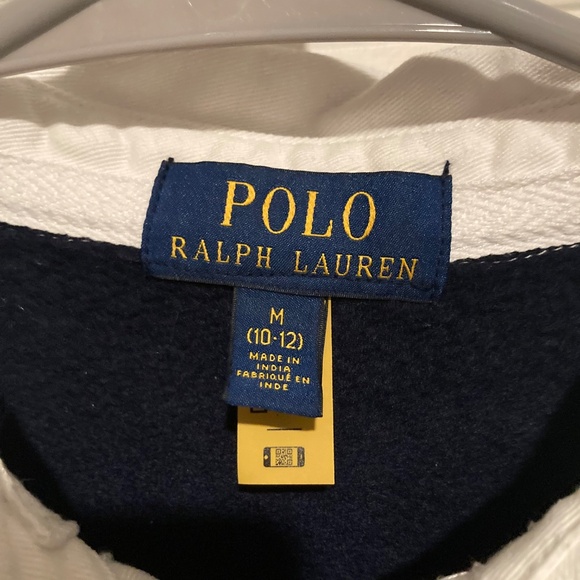 POLO
RALPH LAUREN
M
(10-12)
MADE IN
INDIA
FABRIQUÉ EN
INDE